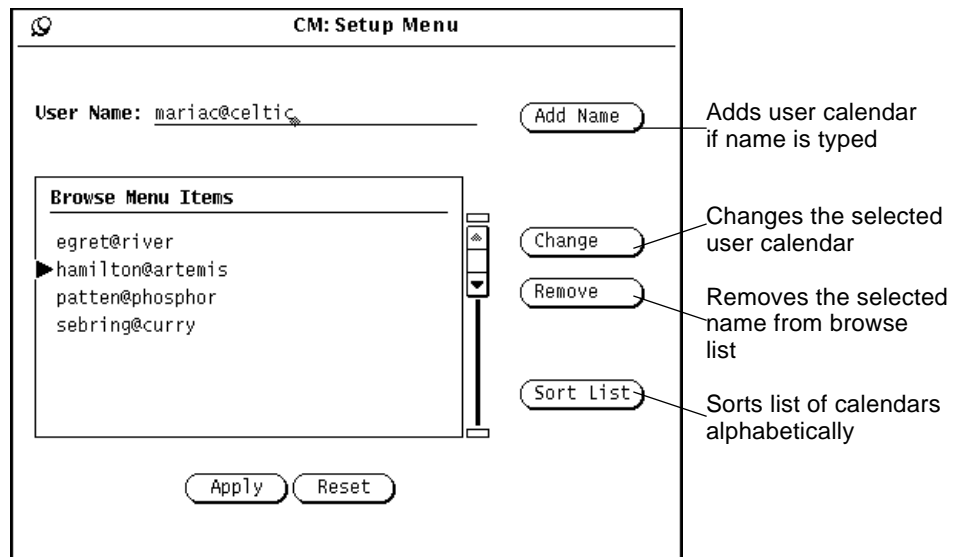 CM: Setup Menu
User Name: mariac@celtic
Add Name
Adds user calendar
if name is typed
Browse Menu Items
egret@river
hamilton@artemis
patten@phosphor
sebring@curry
Change
Changes the selected
user calendar
Remove
Removes the selected
name from browse
list
Sort List
Sorts list of calendars
alphabetically
Apply
Reset